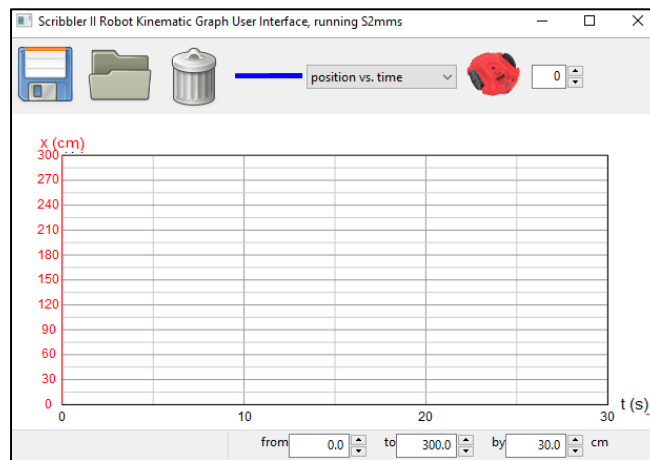 Scribbler II Robot Kinematic Graph User Interface, running S2mms
position vs. time
0
x (cm)
300
270
240
210
180
150
120
90
60
30
0
0 10 20 30
t (s)
from 0.0 to 300.0 by 30.0 cm